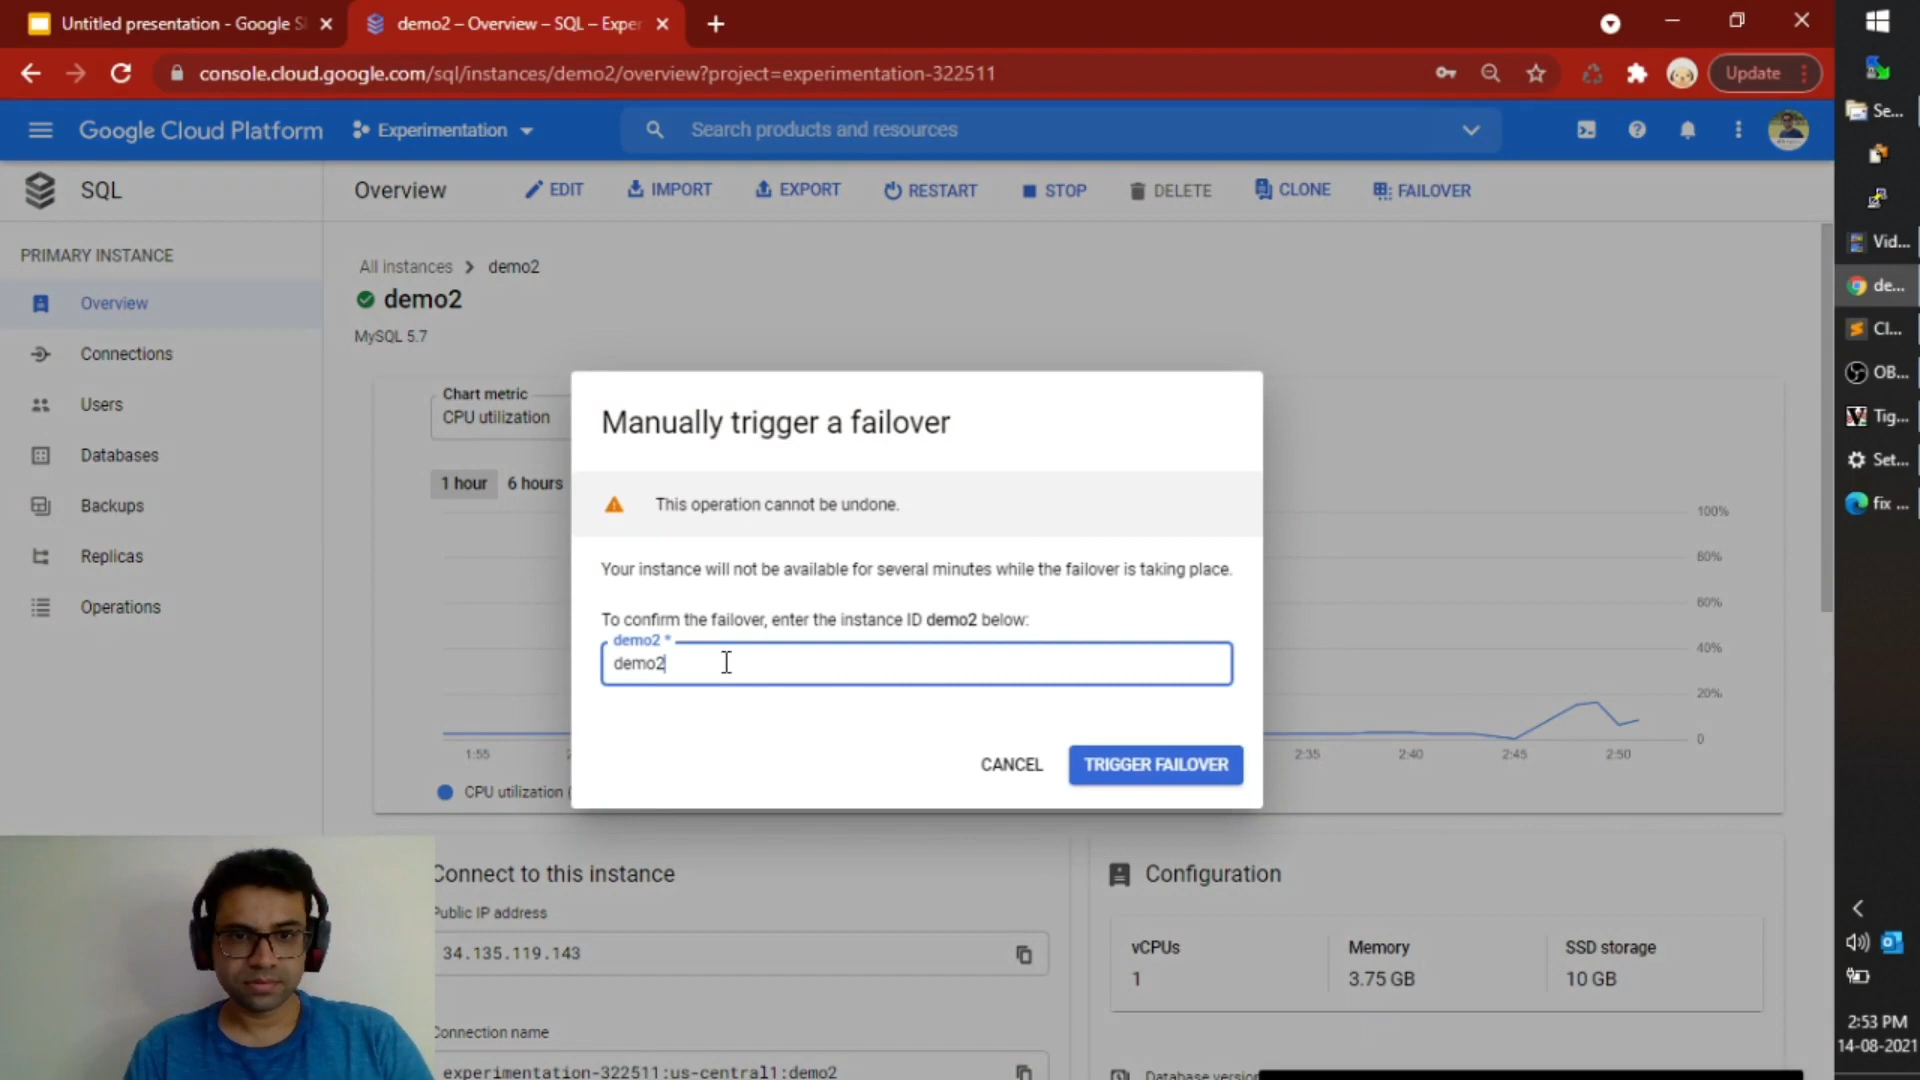 Untitled presentation - Google S
demo2 – Overview – SQL – Exper
console.cloud.google.com/sql/instances/demo2/overview?project=experimentation-322511
Update
Google Cloud Platform
Experimentation
Search products and resources
SQL
Overview
EDIT
IMPORT
EXPORT
RESTART
STOP
DELETE
CLONE
FAILOVER
PRIMARY INSTANCE
Overview
Connections
Users
Databases
Backups
Replicas
Operations
All instances
demo2
demo2
MySQL 5.7
Chart metric
CPU utilization
1 hour
6 hours
100%
80%
60%
40%
20%
0
1:55
2:35
2:40
2:45
2:50
CPU utilization (
Manually trigger a failover
This operation cannot be undone.
Your instance will not be available for several minutes while the failover is taking place.
To confirm the failover, enter the instance ID demo2 below:
demo2 *
demo2
CANCEL
TRIGGER FAILOVER
Connect to this instance
Public IP address
34.135.119.143
Connection name
experimentation-322511:us-central1:demo2
Configuration
vCPUs
1
Memory
3.75 GB
SSD storage
10 GB
Database version
Se...
Vid...
de...
Cl...
OB...
Tig...
Set...
fix ...
2:53 PM
14-08-2021